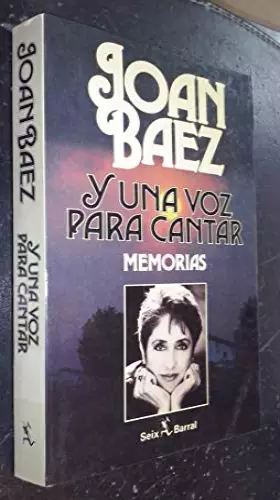 JOAN BAEZ
Y UNA VOZ
PARA CANTAR
JOAN
BAEZ
Y UNA VOZ
PARA CANTAR
MEMORIAS
Seix Barral